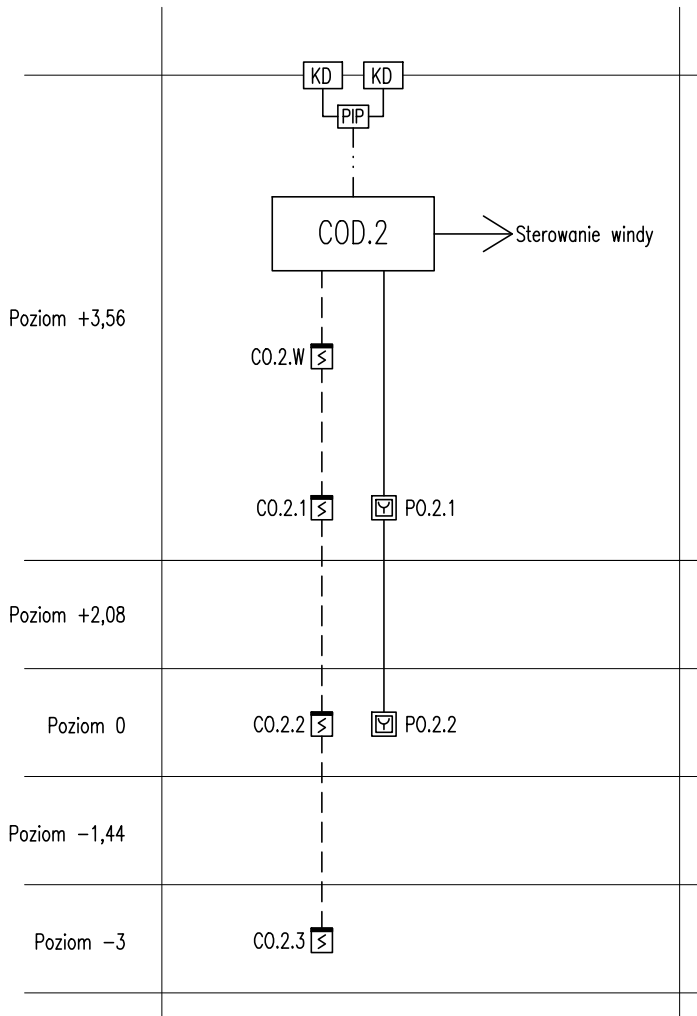 KD KD
PIP
COD.2
Sterowanie windy
Poziom +3,56
CO.2.W
CO.2.1 PO.2.1
Poziom +2,08
Poziom 0
CO.2.2 PO.2.2
Poziom -1,44
Poziom -3
CO.2.3